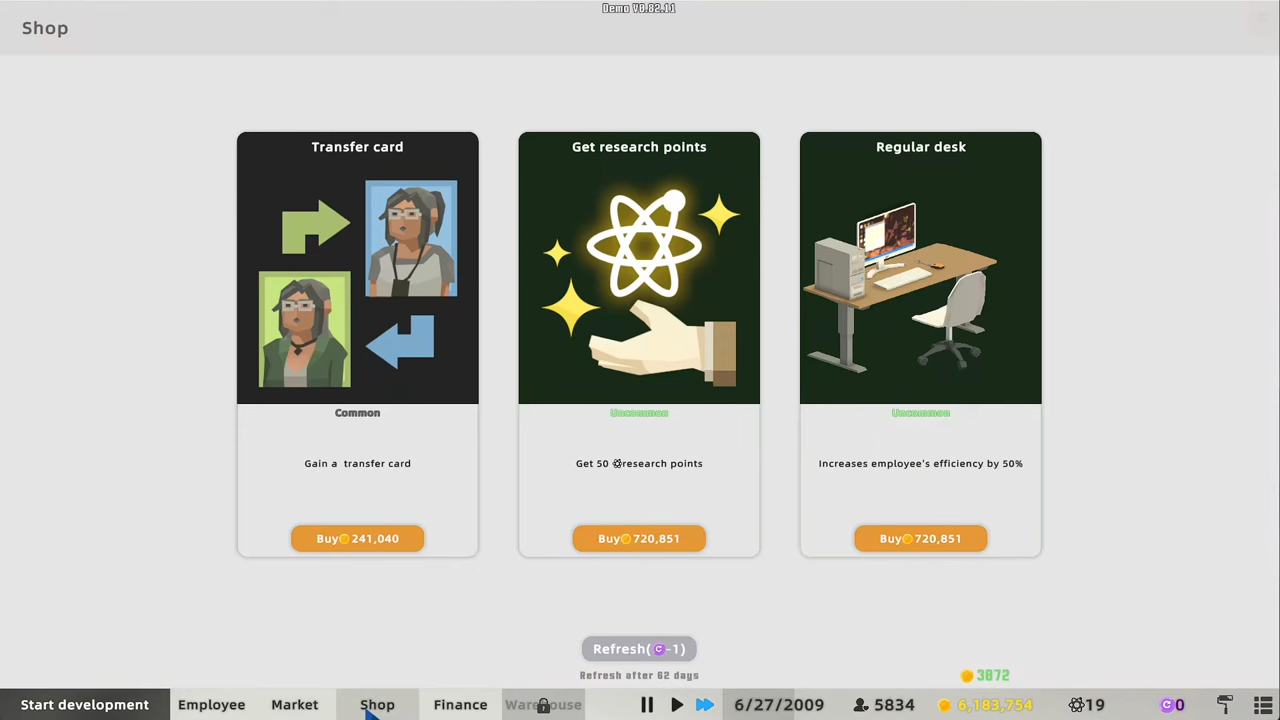 Demo V0.82.11
Shop
Transfer card
Get research points
Regular desk
Common
Uncommon
Uncommon
Gain a transfer card
Get 50 research points
Increases employee's efficiency by 50%
Buy 241,040
Buy 720,851
Buy 720,851
Refresh( -1)
Refresh after 62 days
3872
Start development
Employee
Market
Shop
Finance
Warehouse
6/27/2009
5834
6,183,754
19
0